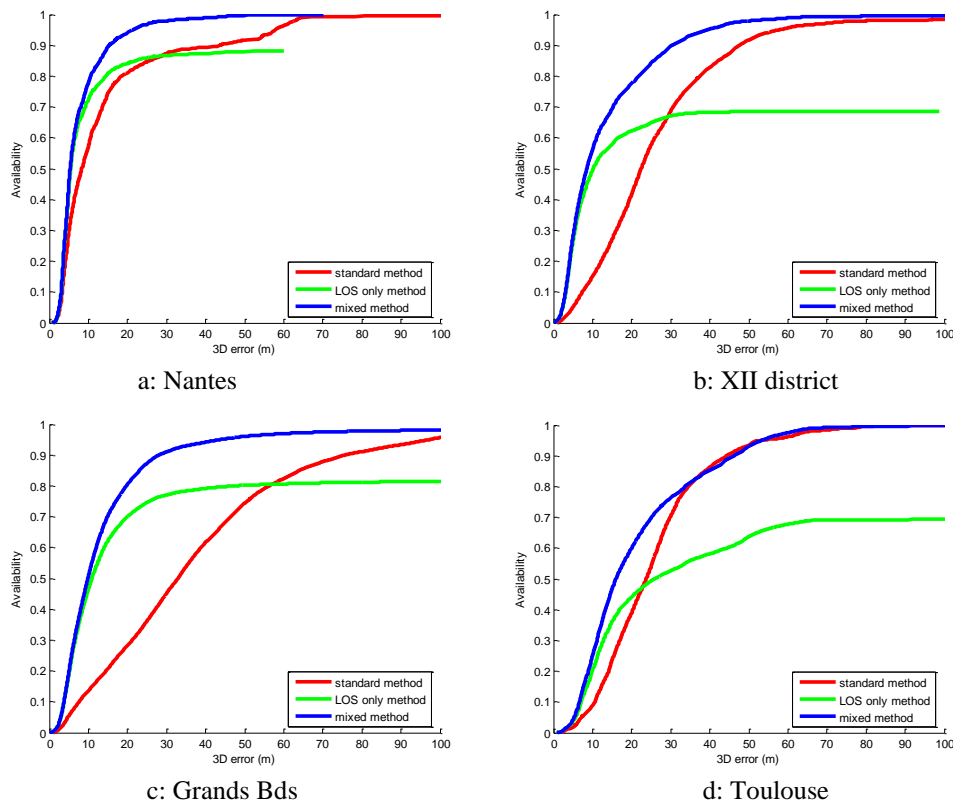 1
0.9
0.8
0.7
0.6
0.5
0.4
0.3
0.2
0.1
0
Availability
0 10 20 30 40 50 60 70 80 90 100
3D error (m)
standard method
LOS only method
mixed method
a: Nantes
1
0.9
0.8
0.7
0.6
0.5
0.4
0.3
0.2
0.1
0
Availability
0 10 20 30 40 50 60 70 80 90 100
3D error (m)
standard method
LOS only method
mixed method
b: XII district
1
0.9
0.8
0.7
0.6
0.5
0.4
0.3
0.2
0.1
0
Availability
0 10 20 30 40 50 60 70 80 90 100
3D error (m)
standard method
LOS only method
mixed method
c: Grands Bds
1
0.9
0.8
0.7
0.6
0.5
0.4
0.3
0.2
0.1
0
Availability
0 10 20 30 40 50 60 70 80 90 100
3D error (m)
standard method
LOS only method
mixed method
d: Toulouse